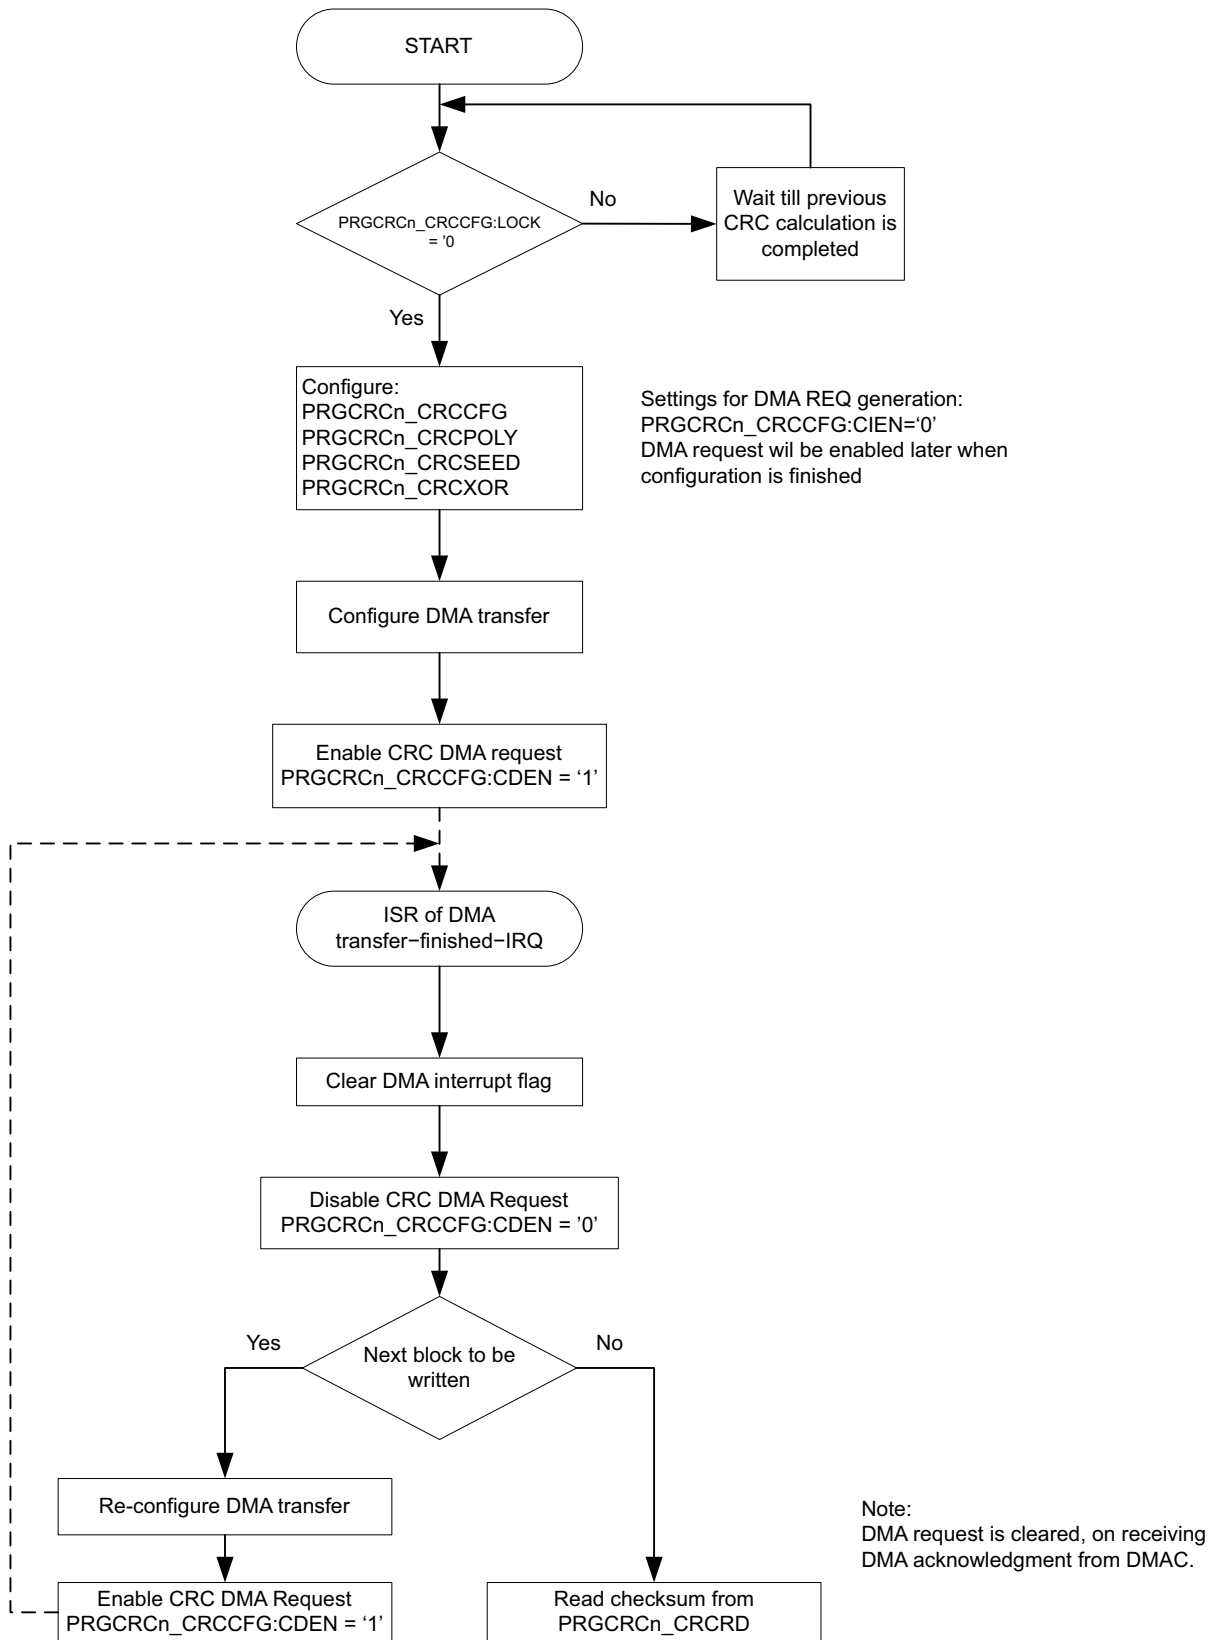 START
PRGCRCn_CRCCFG:LOCK
= '0
No
Wait till previous
CRC calculation is
completed
Yes
Configure:
PRGCRCn_CRCCFG
PRGCRCn_CRCPOLY
PRGCRCn_CRCSEED
PRGCRCn_CRCXOR
Settings for DMA REQ generation:
PRGCRCn_CRCCFG:CIEN=‘0’
DMA request wil be enabled later when
configuration is finished
Configure DMA transfer
Enable CRC DMA request
PRGCRCn_CRCCFG:CDEN = ‘1’
ISR of DMA
transfer−finished−IRQ
Clear DMA interrupt flag
Disable CRC DMA Request
PRGCRCn_CRCCFG:CDEN = ’0’
Yes
No
Next block to be
written
Re-configure DMA transfer
Enable CRC DMA Request
PRGCRCn_CRCCFG:CDEN = ‘1’
Read checksum from
PRGCRCn_CRCRD
Note:
DMA request is cleared, on receiving
DMA acknowledgment from DMAC.